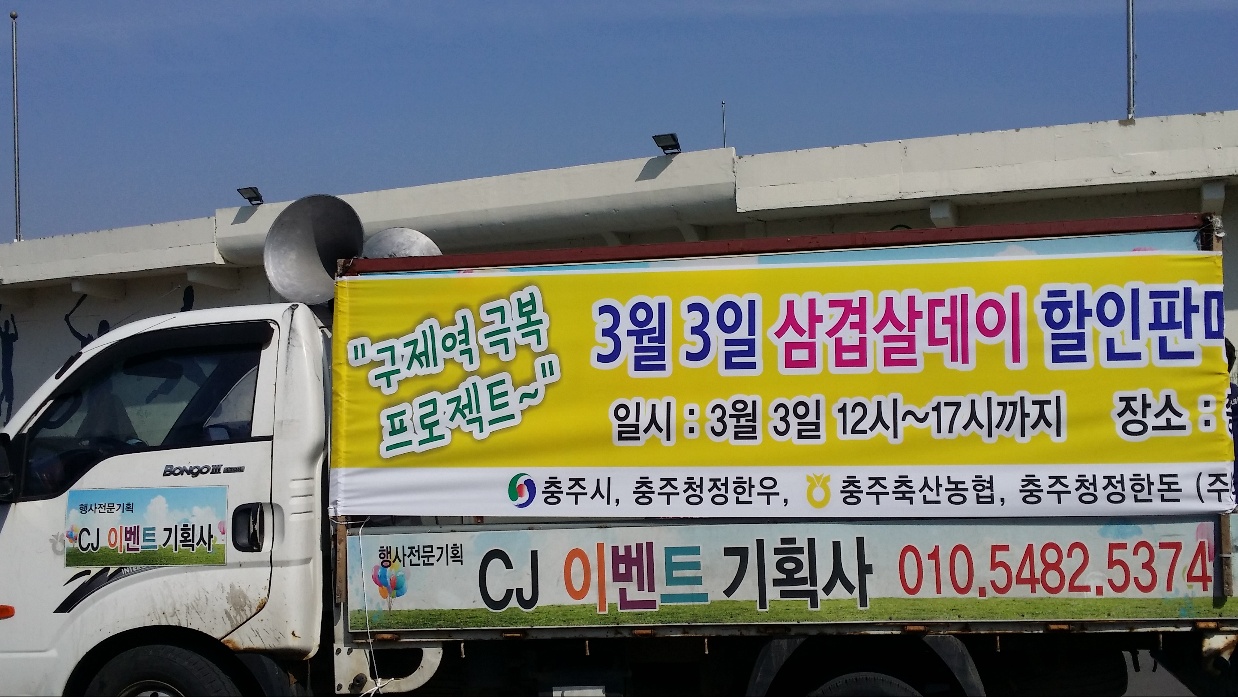 "구제역 극복
프로젝트~"
3월 3일 삼겹살데이 할인판매
일시 : 3월 3일 12시~17시까지 장소 :
충주시, 충주청정한우, 충주축산농협, 충주청정한돈 (주
BONGO III
행사전문기획
CJ 이벤트 기획사
행사전문기획
CJ 이벤트 기획사 010.5482.5374